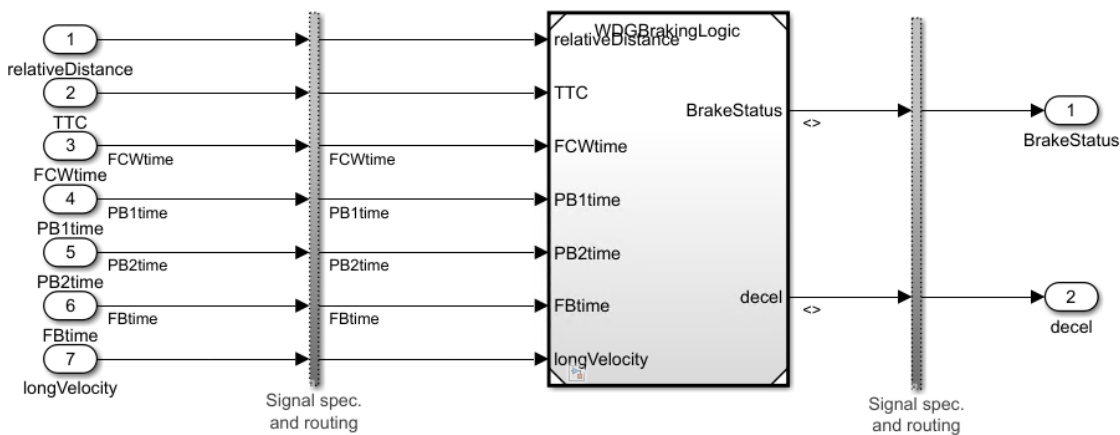 1
relativeDistance
2
TTC
3
FCWtime
FCWtime
FCWtime
4
PB1time
PB1time
PB1time
5
PB2time
PB2time
PB2time
6
FBtime
FBtime
FBtime
7
longVelocity
Signal spec.
and routing
WDGBrakingLogic
relativeDistance
TTC
FCWtime
PB1time
PB2time
FBtime
longVelocity
BrakeStatus
<>
decel
<>
Signal spec.
and routing
1
BrakeStatus
2
decel